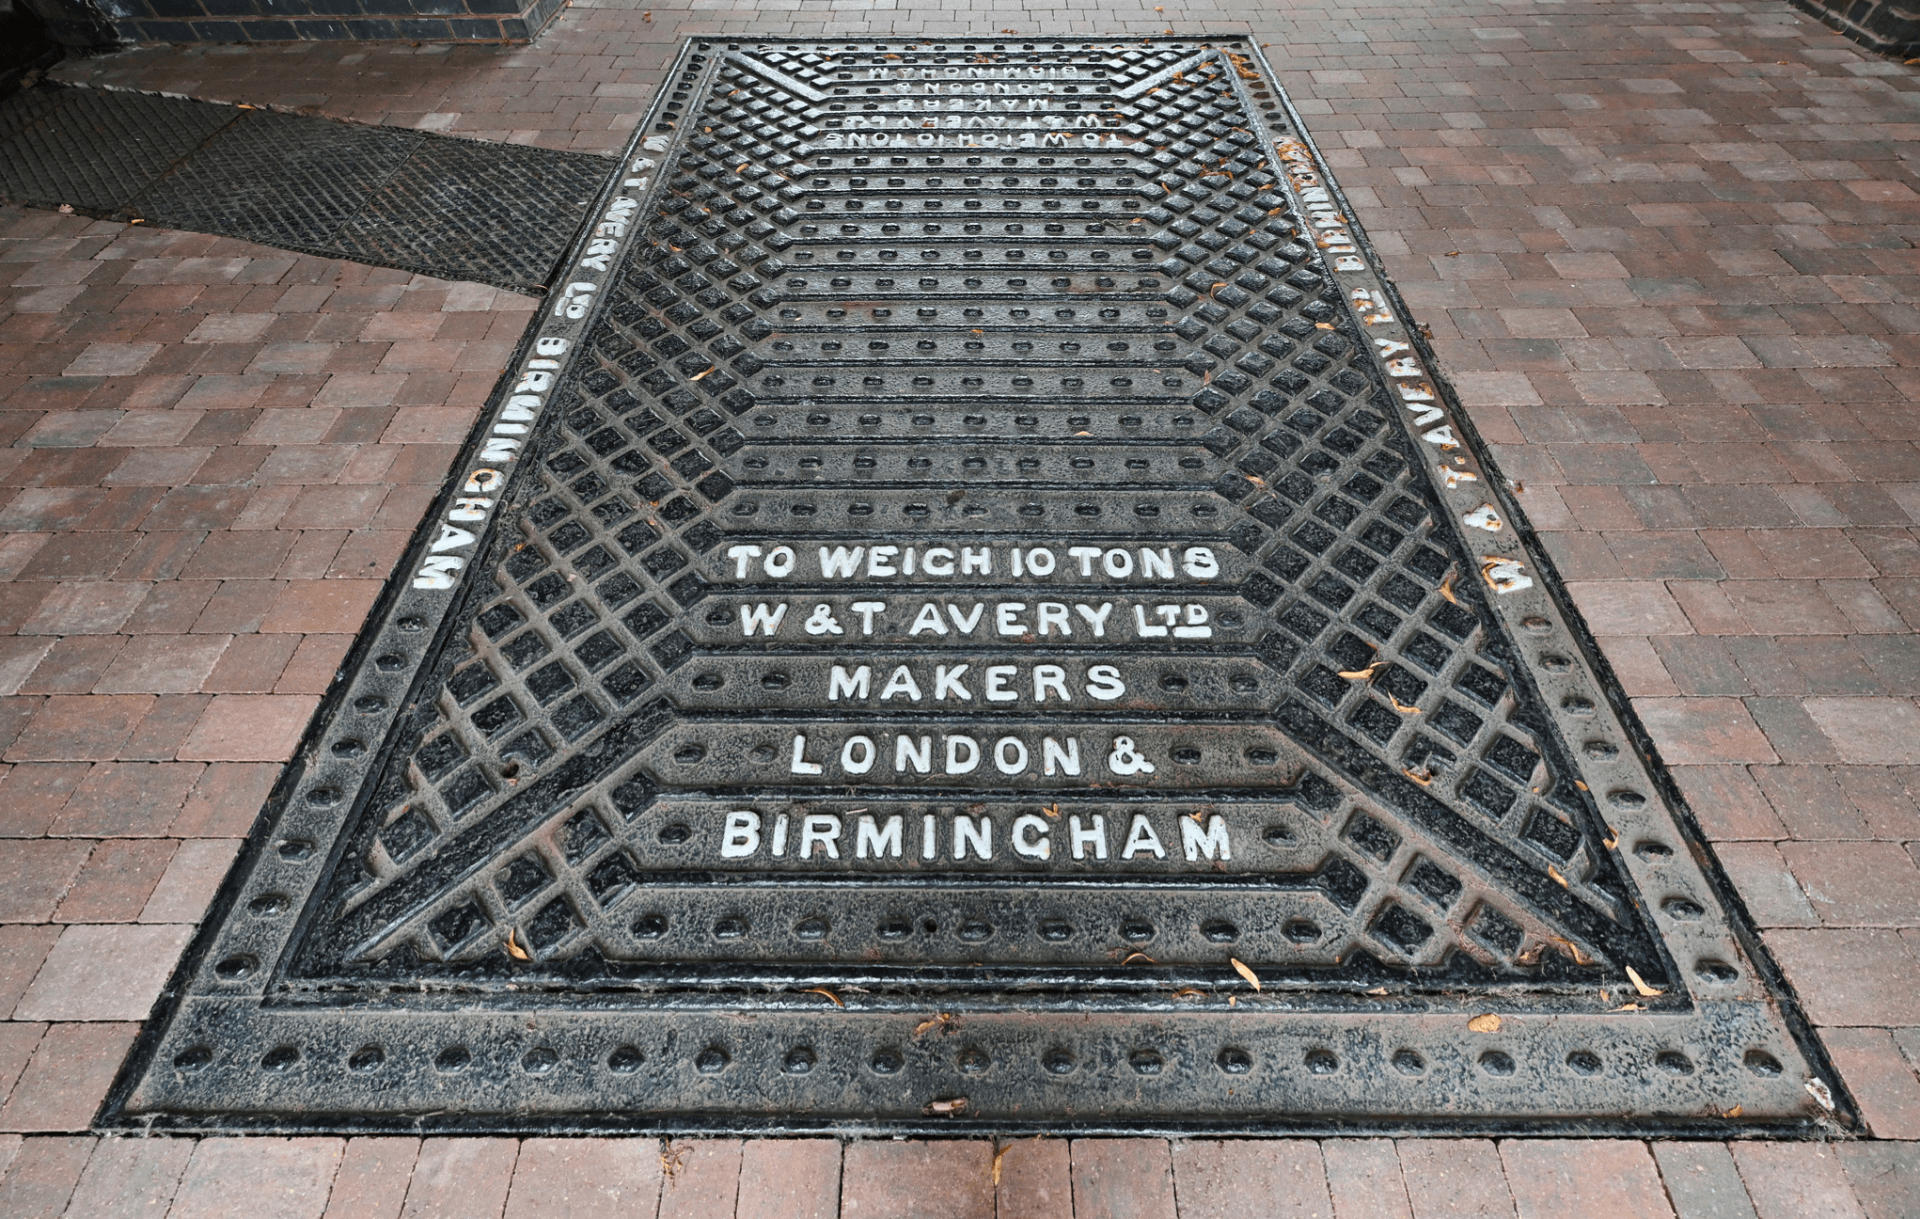 BIRMINGHAM
LONDON &
MAKERS
W & T AVERY LTD
TO WEIGH 10 TONS
W & T AVERY LTD BIRMINGHAM
W & T AVERY LTD BIRMINGHAM
TO WEIGH 10 TONS
W & T AVERY LTD
MAKERS
LONDON &
BIRMINGHAM